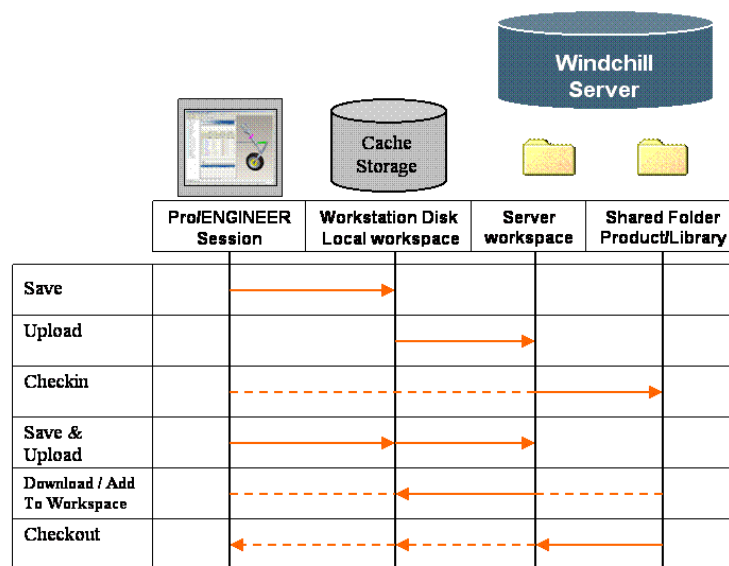 Windchill
Server
Cache
Storage
Pro/ENGINEER
Session
Workstation Disk
Local workspace
Server
workspace
Shared Folder
Product/Library
Save
Upload
Checkin
Save &
Upload
Download / Add
To Workspace
Checkout